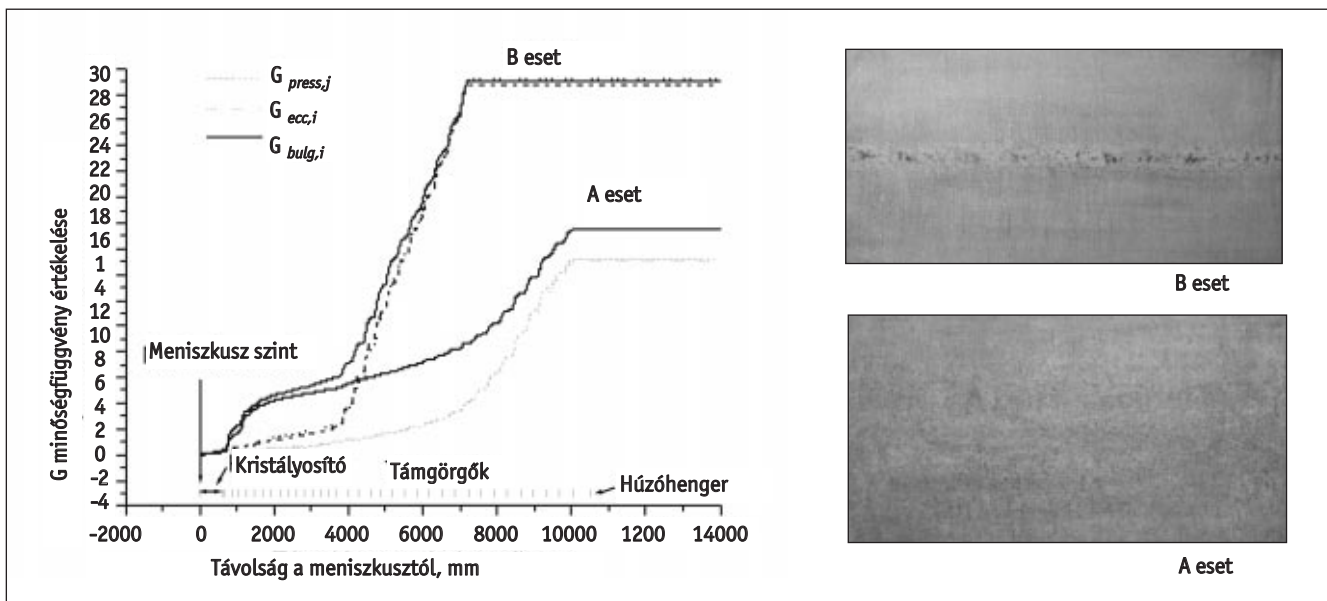 B eset
G press,j
G ecc,i
G bulg,i
A eset
G minőségfüggvény értékelése
30
28
26
24
22
20
18
16
1
4
12
10
8
6
4
2
0
−2
−4
Meniszkusz szint
Kristályosító
Támgörgők
Húzóhenger
−2000 0 2000 4000 6000 8000 10000 12000 14000
Távolság a meniszkusztól, mm
B eset
A eset